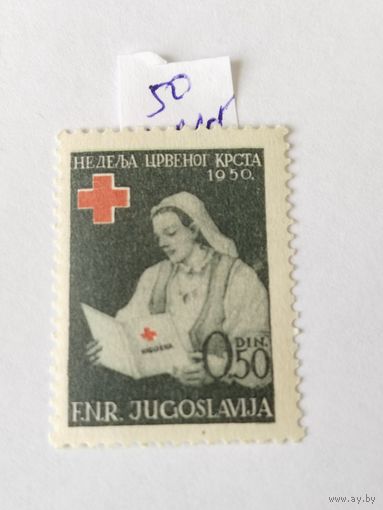 50
НЕДЕЉА ЦРВЕНОГ КРСТА
1950.
DIN.
0.50
F.N.R. JUGOSLAVIJA
www.ay.by